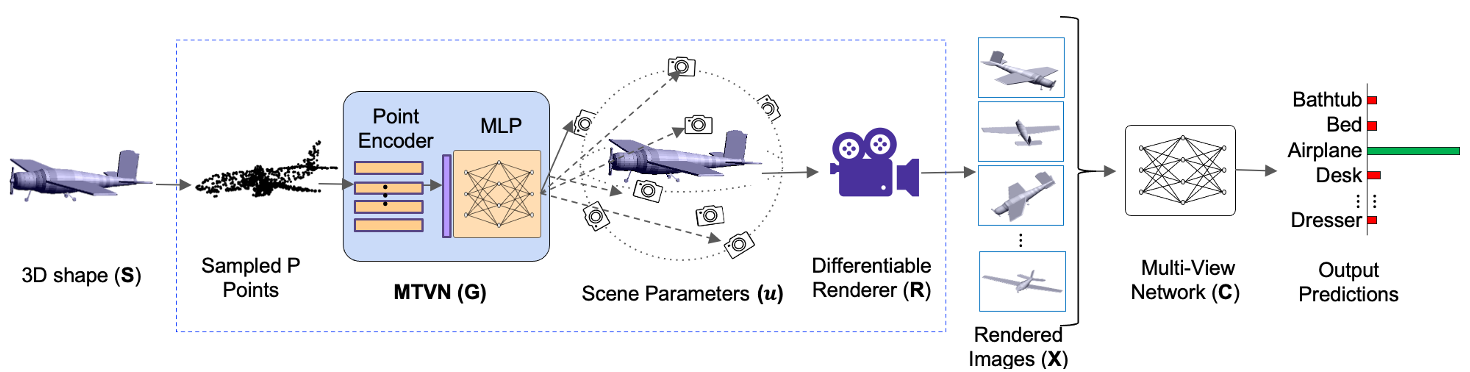 3D shape (S)
Sampled P
Points
Point
Encoder
MLP
MTVN (G)
Scene Parameters (u)
Differentiable
Renderer (R)
Rendered
Images (X)
Multi-View
Network (C)
Bathtub
Bed
Airplane
Desk
Dresser
Output
Predictions